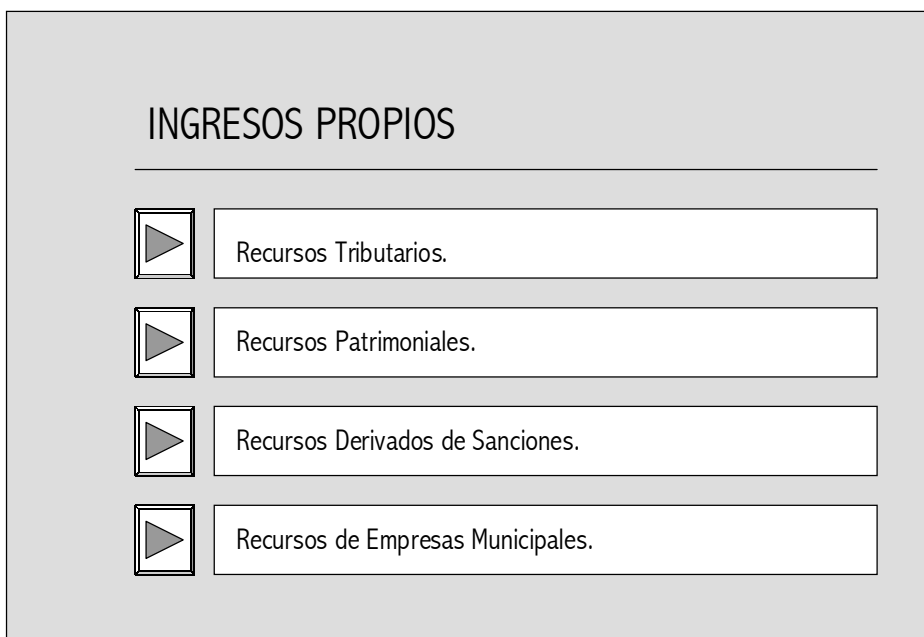 INGRESOS PROPIOS
Recursos Tributarios.
Recursos Patrimoniales.
Recursos Derivados de Sanciones.
Recursos de Empresas Municipales.